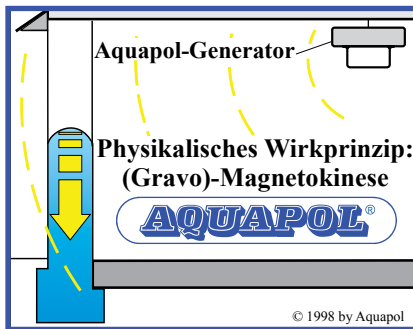 Aquapol-Generator
Physikalisches Wirkprinzip:
(Gravo)-Magnetokinese
AQUAPOL®
© 1998 by Aquapol